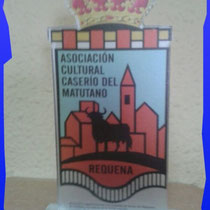 ASOCIACIÓN
CULTURAL
CASERÍO DEL
MATUTANO
REQUENA